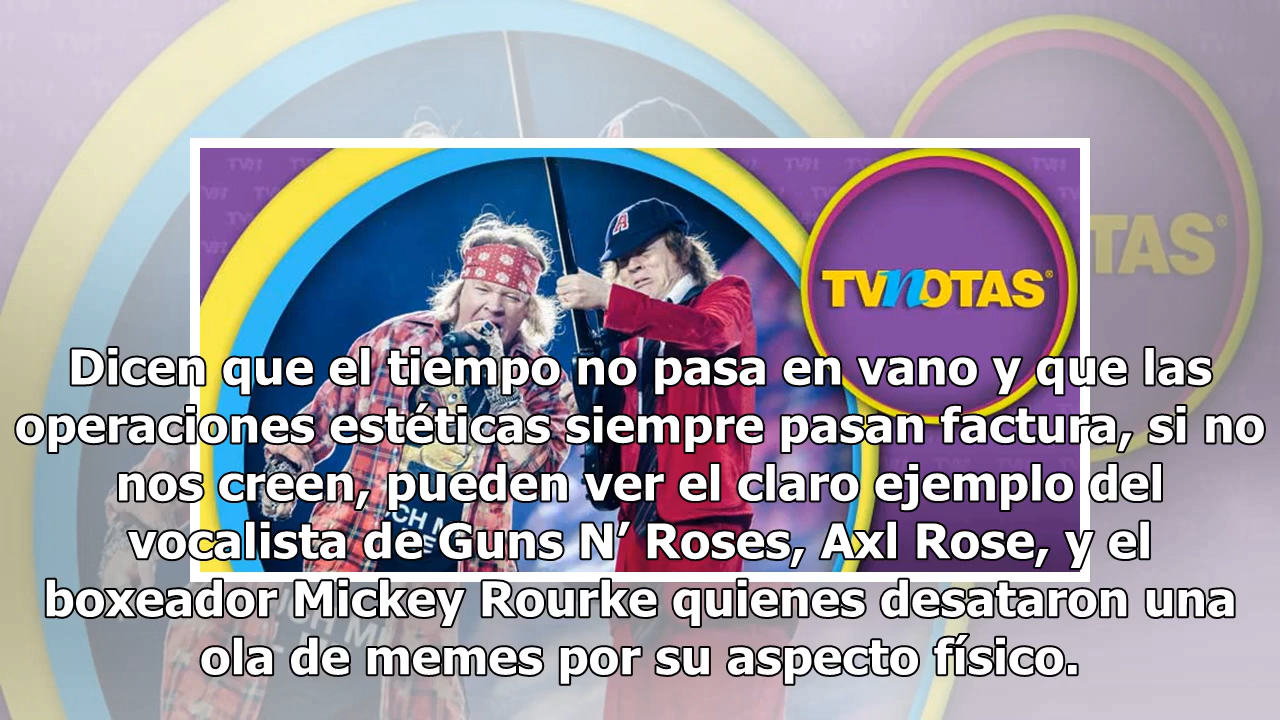 TVnOTAS®
TAS®
A
Dicen que el tiempo no pasa en vano y que las
operaciones estéticas siempre pasan factura, si no
nos creen, pueden ver el claro ejemplo del
vocalista de Guns N’ Roses, Axl Rose, y el
boxeador Mickey Rourke quienes desataron una
ola de memes por su aspecto físico.